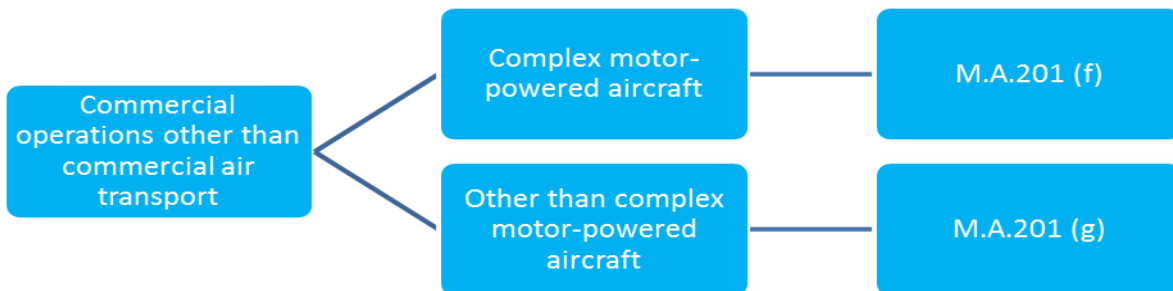 Commercial
operations other than
commercial air
transport
Complex motor-
powered aircraft
M.A.201 (f)
Other than complex
motor-powered
aircraft
M.A.201 (g)